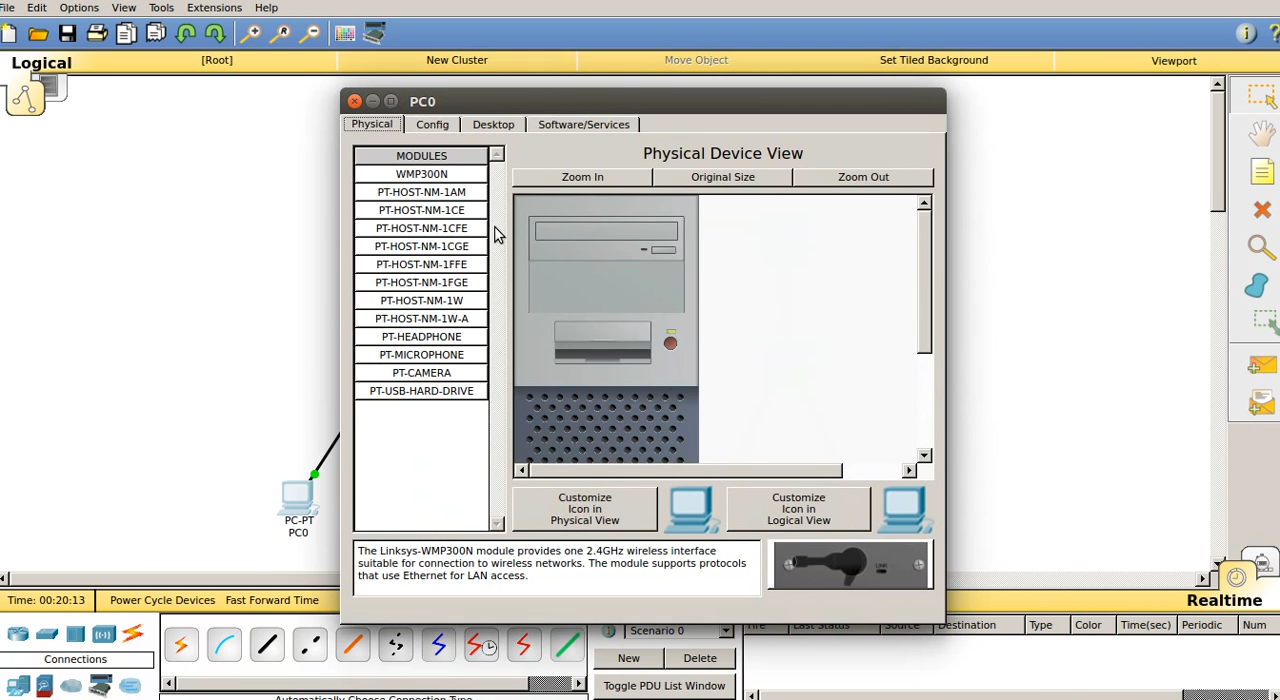 File Edit Options View Tools Extensions Help
Logical [Root] New Cluster Move Object Set Tiled Background Viewport
PC0
Physical Config Desktop Software/Services
MODULES
WMP300N
PT-HOST-NM-1AM
PT-HOST-NM-1CE
PT-HOST-NM-1CFE
PT-HOST-NM-1CGE
PT-HOST-NM-1FFE
PT-HOST-NM-1FGE
PT-HOST-NM-1W
PT-HOST-NM-1W-A
PT-HEADPHONE
PT-MICROPHONE
PT-CAMERA
PT-USB-HARD-DRIVE
Physical Device View
Zoom In Original Size Zoom Out
Customize
Icon in
Physical View
Customize
Icon in
Logical View
The Linksys-WMP300N module provides one 2.4GHz wireless interface
suitable for connection to wireless networks. The module supports protocols
that use Ethernet for LAN access.
LINK
PC-PT
PC0
Time: 00:20:13 Power Cycle Devices Fast Forward Time
Realtime
Connections
Scenario 0
New Delete
Toggle PDU List Window
Fire Last Status Source Destination Type Color Time(sec) Periodic Num
Automatically Choose Connection Type